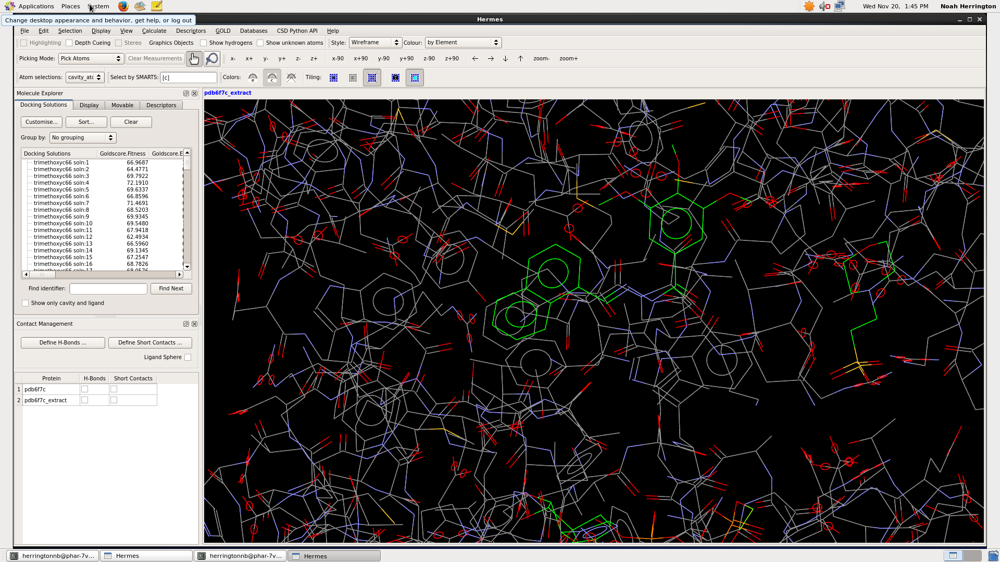 Applications Places System Wed Nov 20, 1:45 PM Noah Herrington
Change desktop appearance and behavior, get help, or log out
Hermes
File Edit Selection Display View Calculate Descriptors GOLD Databases CSD Python API Help
Highlighting Depth Cueing Stereo Graphics Objects Show hydrogens Show unknown atoms Style: Wireframe Colour: by Element
Picking Mode: Pick Atoms Clear Measurements x- x+ y- y+ z- z+ x-90 x+90 y-90 y+90 z-90 z+90 zoom- zoom+
Atom selections: cavity_atc Select by SMARTS: [c] Colors: e c Tiling:
Molecule Explorer
pdb6f7c_extract
Docking Solutions Display Movable Descriptors
Customise... Sort... Clear
Group by: No grouping
Docking Solutions Goldscore.Fitness Goldscore.E
trimethoxyc66 soln:1 66.9687
trimethoxyc66 soln:2 64.4771
trimethoxyc66 soln:3 69.7922
trimethoxyc66 soln:4 72.1910
trimethoxyc66 soln:5 69.6337
trimethoxyc66 soln:6 66.8596
trimethoxyc66 soln:7 71.4691
trimethoxyc66 soln:8 68.5203
trimethoxyc66 soln:9 69.9345
trimethoxyc66 soln:10 69.5480
trimethoxyc66 soln:11 67.9418
trimethoxyc66 soln:12 62.4934
trimethoxyc66 soln:13 66.5960
trimethoxyc66 soln:14 69.1345
trimethoxyc66 soln:15 67.2547
trimethoxyc66 soln:16 68.7826
Find identifier: Find Next
Show only cavity and ligand
Contact Management
Define H-Bonds ... Define Short Contacts ...
Ligand Sphere
Protein H-Bonds Short Contacts
1 pdb6f7c
2 pdb6f7c_extract
herringtonnb@phar-7v... Hermes herringtonnb@phar-7v... Hermes